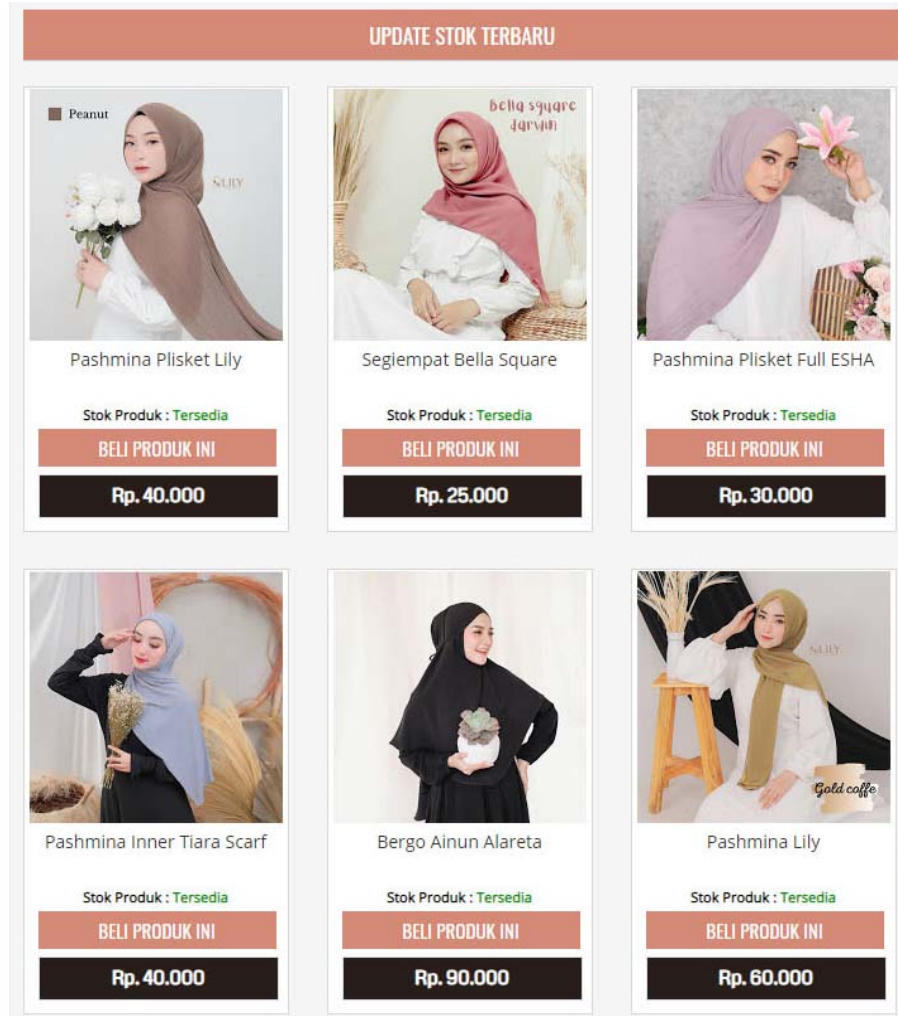 UPDATE STOK TERBARU
Peanut
LILY
Bella square
darwin
Pashmina Plisket Lily
Segiempat Bella Square
Pashmina Plisket Full ESHA
Stok Produk : Tersedia
Stok Produk : Tersedia
Stok Produk : Tersedia
BELI PRODUK INI
BELI PRODUK INI
BELI PRODUK INI
Rp. 40.000
Rp. 25.000
Rp. 30.000
LILY
Gold coffe
Pashmina Inner Tiara Scarf
Bergo Ainun Alareta
Pashmina Lily
Stok Produk : Tersedia
Stok Produk : Tersedia
Stok Produk : Tersedia
BELI PRODUK INI
BELI PRODUK INI
BELI PRODUK INI
Rp. 40.000
Rp. 90.000
Rp. 60.000